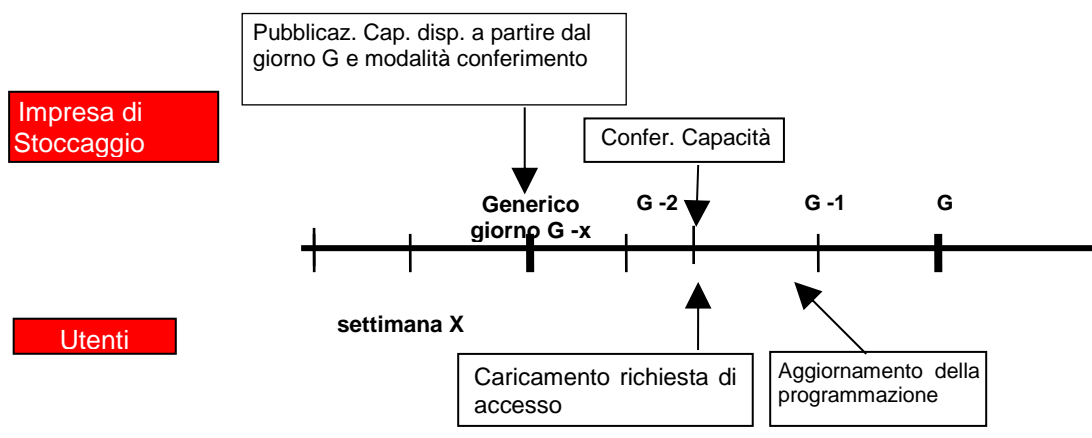 Pubblicaz. Cap. disp. a partire dal
giorno G e modalità conferimento
Impresa di
Stoccaggio
Confer. Capacità
Generico
giorno G -x
G -2
G -1
G
settimana X
Utenti
Caricamento richiesta di
accesso
Aggiornamento della
programmazione